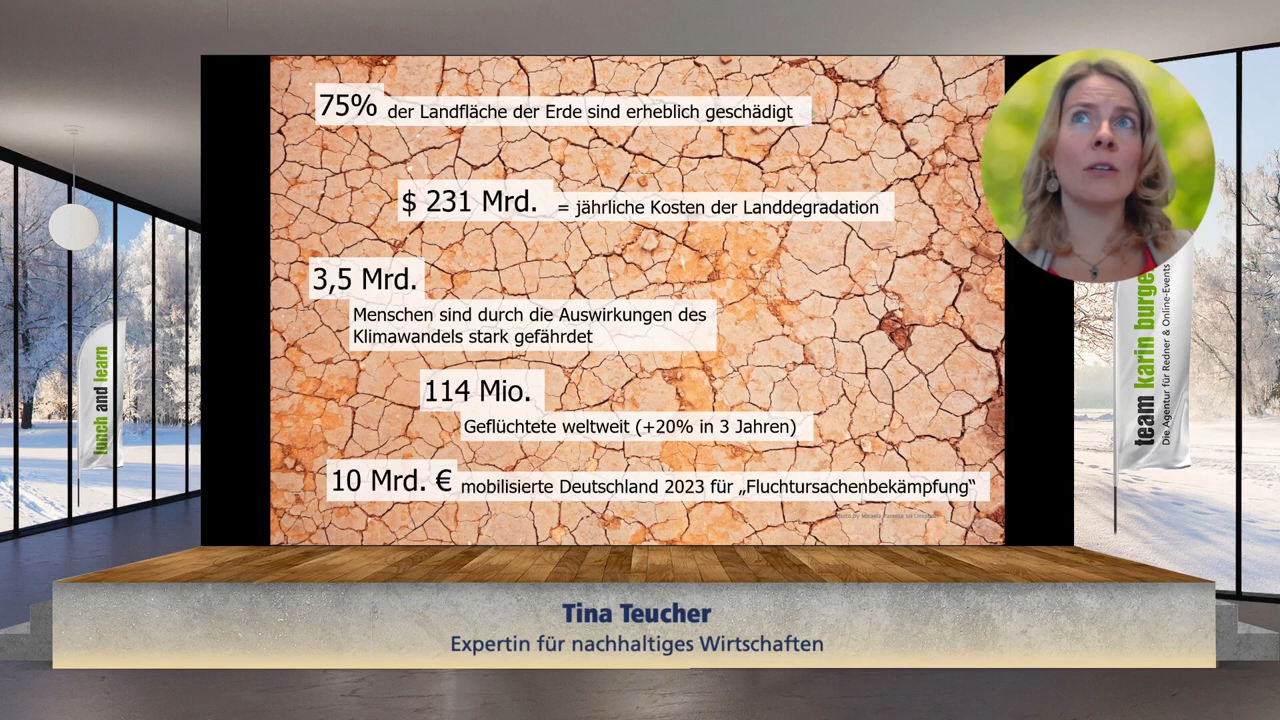 75% der Landfläche der Erde sind erheblich geschädigt
$ 231 Mrd. = jährliche Kosten der Landdegradation
3,5 Mrd.
Menschen sind durch die Auswirkungen des
Klimawandels stark gefährdet
114 Mio.
Geflüchtete weltweit (+20% in 3 Jahren)
10 Mrd. € mobilisierte Deutschland 2023 für „Fluchtursachenbekämpfung“
lunch and learn
team karin burge
Die Agentur für Redner & Online-Events
Tina Teucher
Expertin für nachhaltiges Wirtschaften